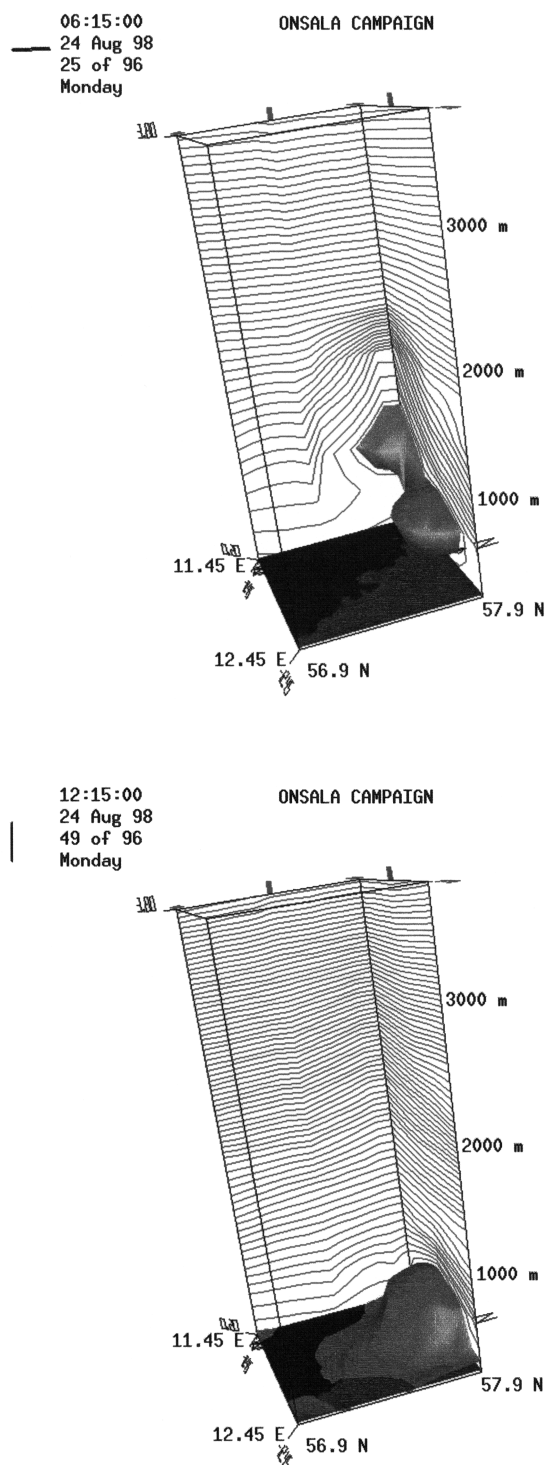 06:15:00
24 Aug 98
25 of 96
Monday
ONSALA CAMPAIGN
3000 m
2000 m
1000 m
11.45 E
57.9 N
12.45 E
56.9 N
12:15:00
24 Aug 98
49 of 96
Monday
ONSALA CAMPAIGN
3000 m
2000 m
1000 m
11.45 E
57.9 N
12.45 E
56.9 N